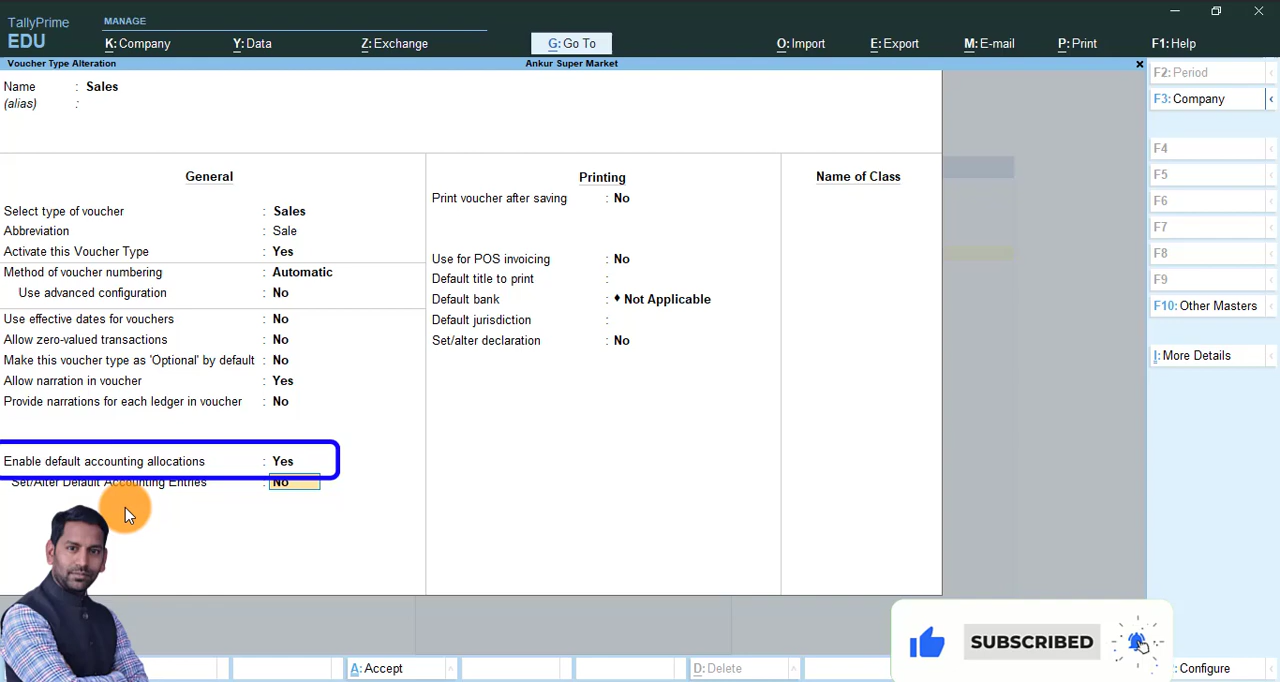 TallyPrime
EDU
MANAGE
K: Company
Y: Data
Z: Exchange
G: Go To
O: Import
E: Export
M: E-mail
P: Print
F1: Help
Voucher Type Alteration
Ankur Super Market
×
Name : Sales
(alias) :
General
Select type of voucher : Sales
Abbreviation : Sale
Activate this Voucher Type : Yes
Method of voucher numbering : Automatic
Use advanced configuration : No
Use effective dates for vouchers : No
Allow zero-valued transactions : No
Make this voucher type as 'Optional' by default : No
Allow narration in voucher : Yes
Provide narrations for each ledger in voucher : No
Enable default accounting allocations : Yes
Set/Alter Default Accounting Entries : No
Printing
Print voucher after saving : No
Use for POS invoicing : No
Default title to print :
Default bank : ♦ Not Applicable
Default jurisdiction :
Set/alter declaration : No
Name of Class
F2: Period
F3: Company
F4
F5
F6
F7
F8
F9
F10: Other Masters
I: More Details
A: Accept
D: Delete
SUBSCRIBED
: Configure